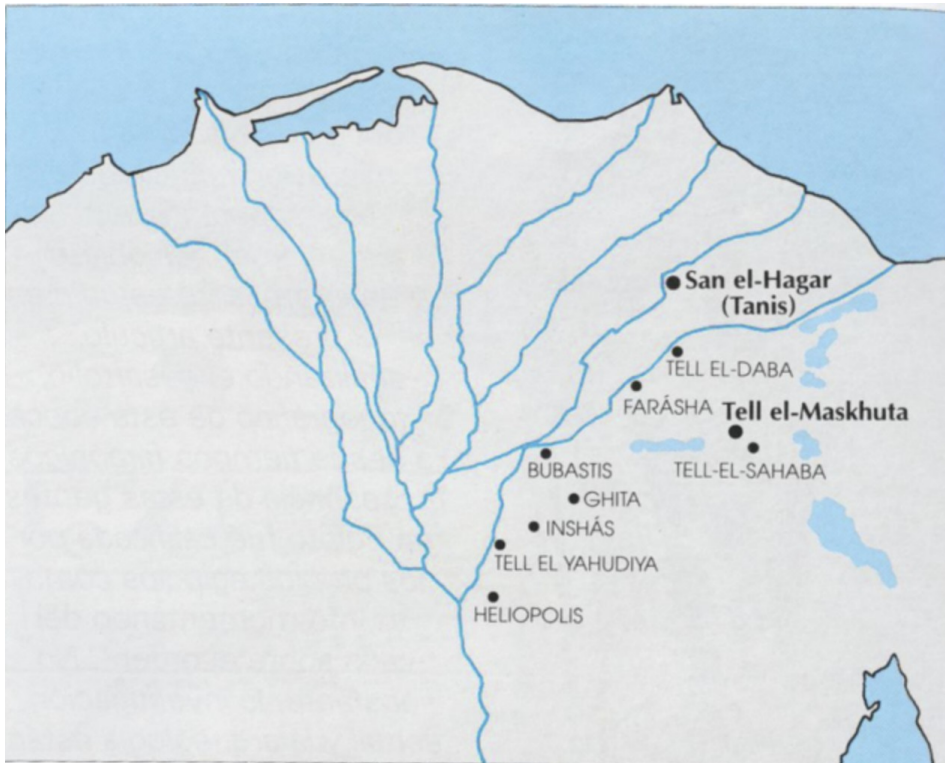 San el-Hagar
(Tanis)
TELL EL-DABA
FARÁSHA
Tell el-Maskhuta
BUBASTIS
TELL-EL-SAHABA
GHITA
INSHÁS
TELL EL YAHUDIYA
HELIOPOLIS